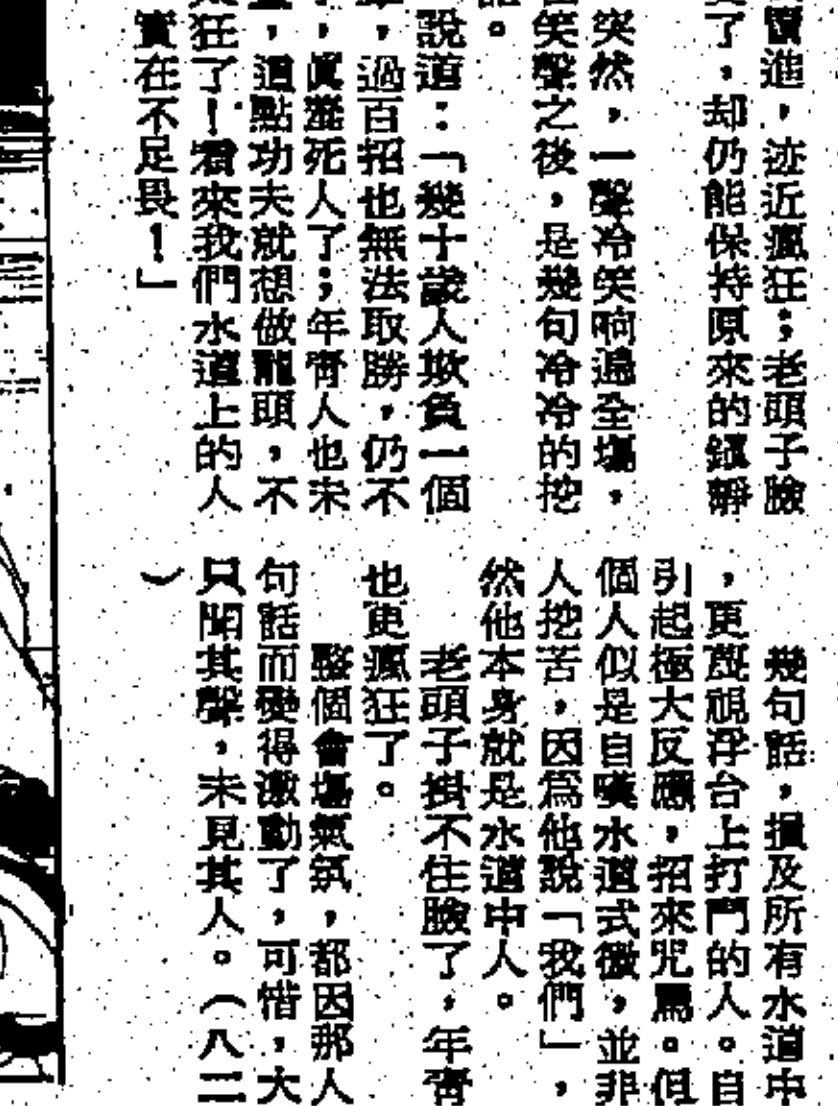 進，迹近瘋狂；老頭子臉
了，却仍能保持原來的鎮靜
突然，一聲冷笑响遍全塲，
笑聲之後，是幾句冷冷的挖
。
說道：「幾十歲人欺負一個
，過百招也無法取勝，仍不
，眞羞死人了；年靑人也未
，這點功夫就想做龍頭，不
狂了！看來我們水道上的人
實在不足畏！」
幾句話，損及所有水道中
，更蔑視浮台上打鬥的人。自
引起極大反應，招來咒罵。但
個人似是自嘆水道式微，並非
人挖苦，因爲他說「我們」，
然他本身就是水道中人。
老頭子掛不住臉了，年靑
也更瘋狂了。
整個會塲氣氛，都因那人
句話而變得激動了，可惜，大
只聞其聲，未見其人。（八二
）